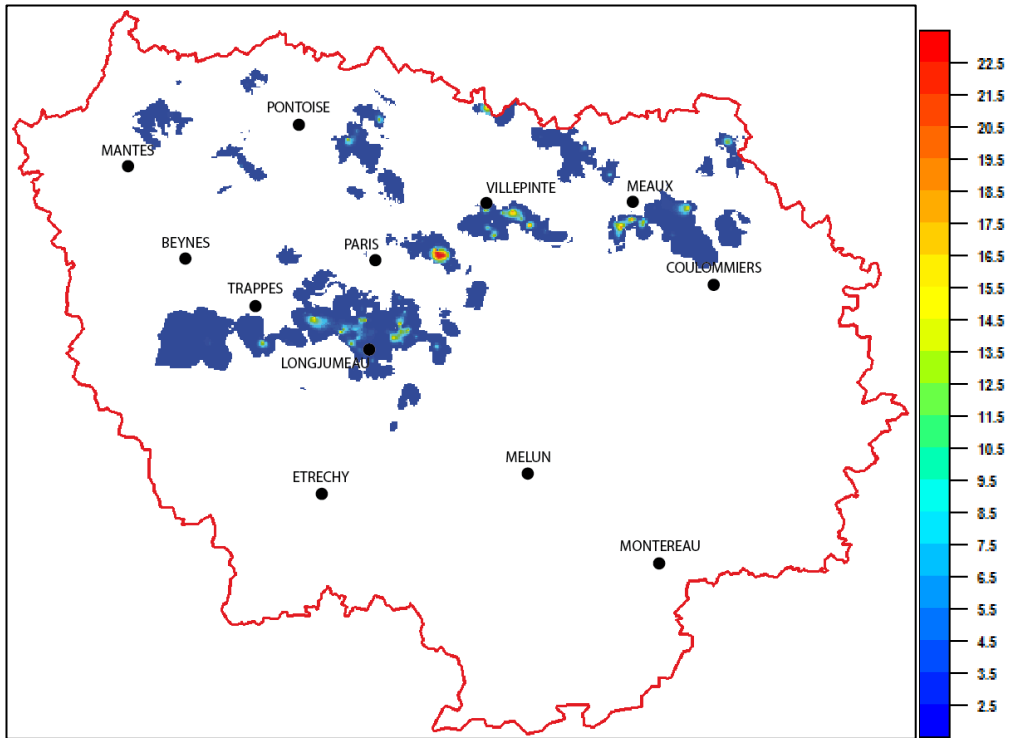 PONTOISE
MANTES
VILLEPINTE
MEAUX
BEYNES
PARIS
COULOMMIERS
TRAPPES
LONGJUMEAU
MELUN
ETRECHY
MONTEREAU
22.5
21.5
20.5
19.5
18.5
17.5
16.5
15.5
14.5
13.5
12.5
11.5
10.5
9.5
8.5
7.5
6.5
5.5
4.5
3.5
2.5